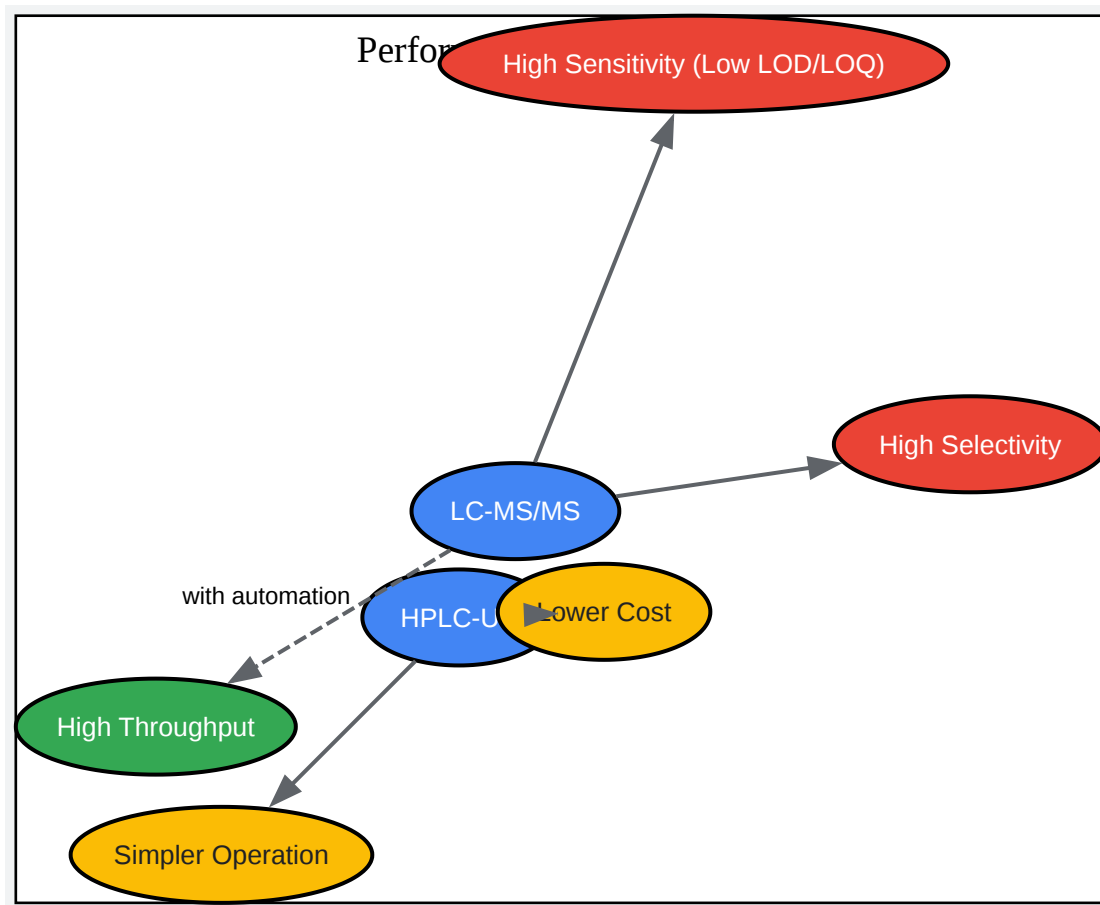 Perfor
High Sensitivity (Low LOD/LOQ)
High Selectivity
LC-MS/MS
with automation
HPLC-U
Lower Cost
High Throughput
Simpler Operation